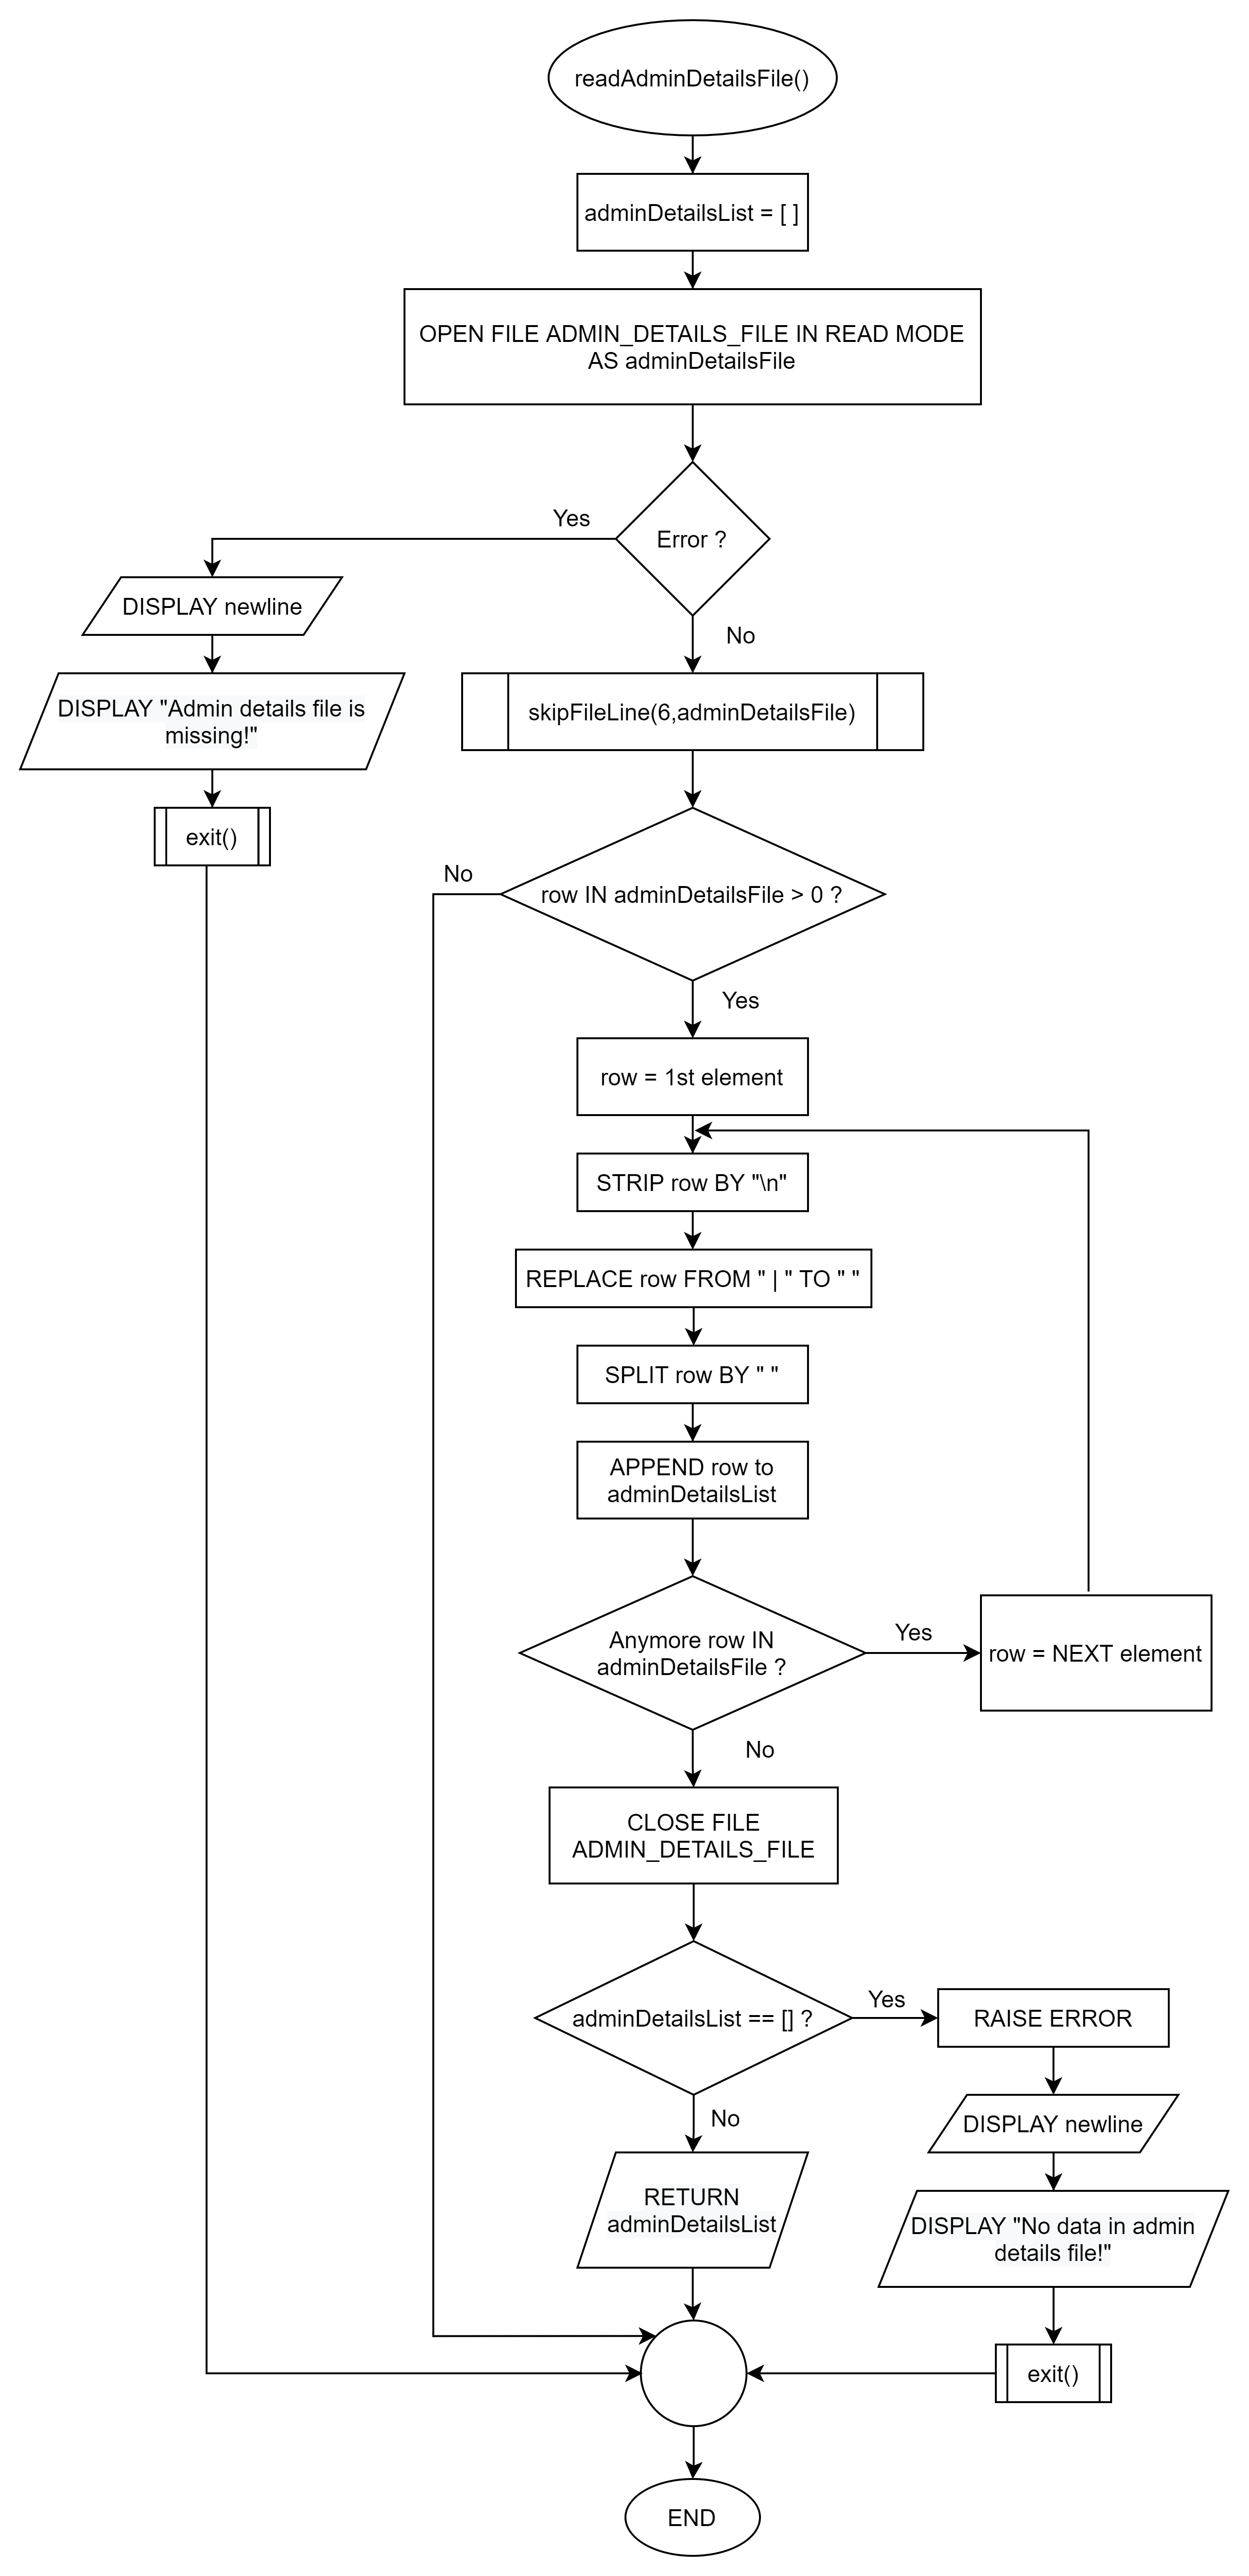 readAdminDetailsFile()
adminDetailsList = [ ]
OPEN FILE ADMIN_DETAILS_FILE IN READ MODE
AS adminDetailsFile
Error ?
Yes
No
DISPLAY newline
DISPLAY "Admin details file is
missing!"
exit()
skipFileLine(6,adminDetailsFile)
row IN adminDetailsFile > 0 ?
No
Yes
row = 1st element
STRIP row BY "\n"
REPLACE row FROM " | " TO " "
SPLIT row BY " "
APPEND row to
adminDetailsList
Anymore row IN
adminDetailsFile ?
Yes
row = NEXT element
No
CLOSE FILE
ADMIN_DETAILS_FILE
adminDetailsList == [] ?
Yes
RAISE ERROR
DISPLAY newline
DISPLAY "No data in admin
details file!"
exit()
No
RETURN
adminDetailsList
END